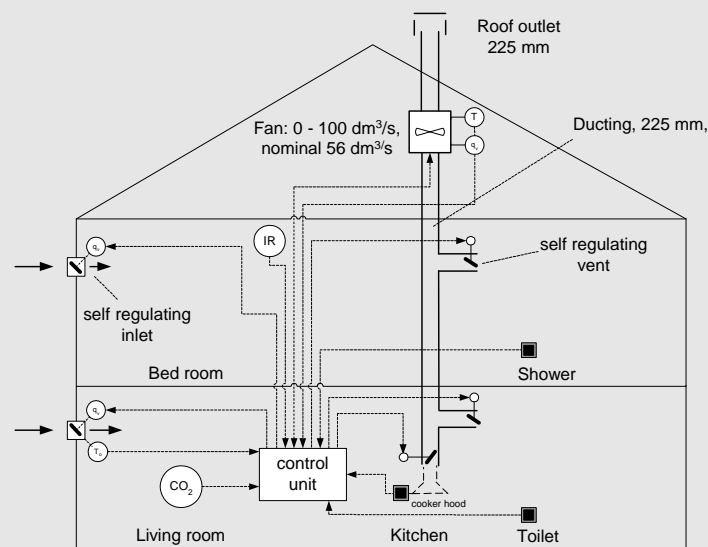 Roof outlet
225 mm
Fan: 0 - 100 dm³/s,
nominal 56 dm³/s
T
qᵥ
Ducting, 225 mm,
IR
qᵥ
self regulating
vent
self regulating
inlet
Bed room
Shower
qᵥ
Tₒ
control
unit
CO₂
cooker hood
Living room
Kitchen
Toilet